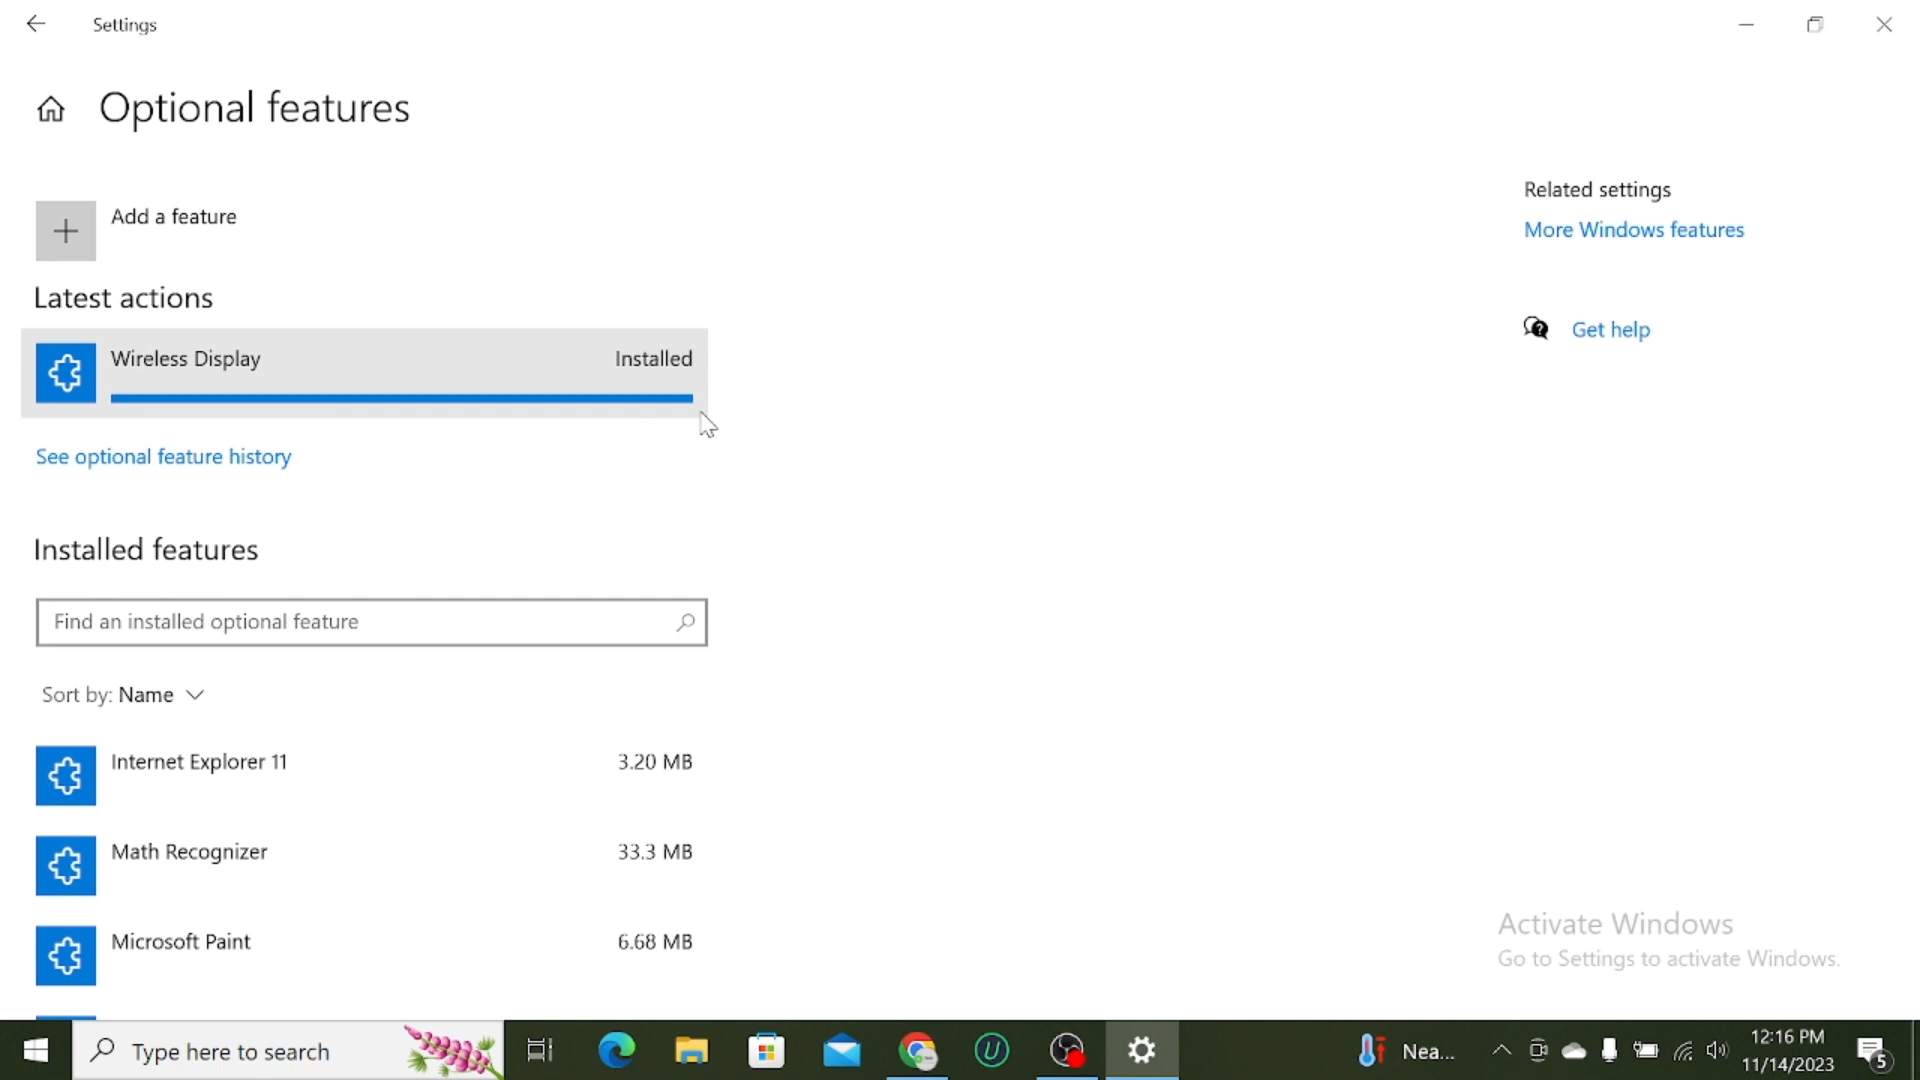 Settings
Optional features
Add a feature
Latest actions
Wireless Display Installed
See optional feature history
Installed features
Find an installed optional feature
Sort by: Name
Internet Explorer 11 3.20 MB
Math Recognizer 33.3 MB
Microsoft Paint 6.68 MB
Related settings
More Windows features
Get help
Activate Windows
Go to Settings to activate Windows.
Type here to search
Nea...
12:16 PM
11/14/2023
5